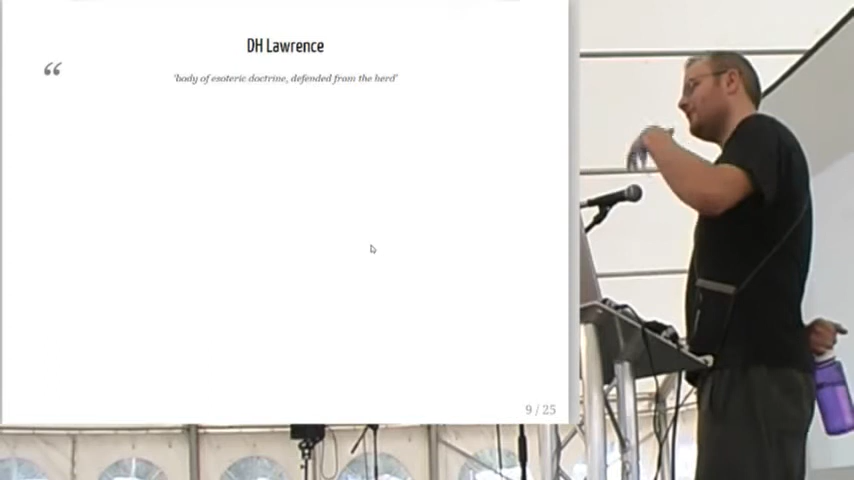 DH Lawrence
“
‘body of esoteric doctrine, defended from the herd’
9 / 25